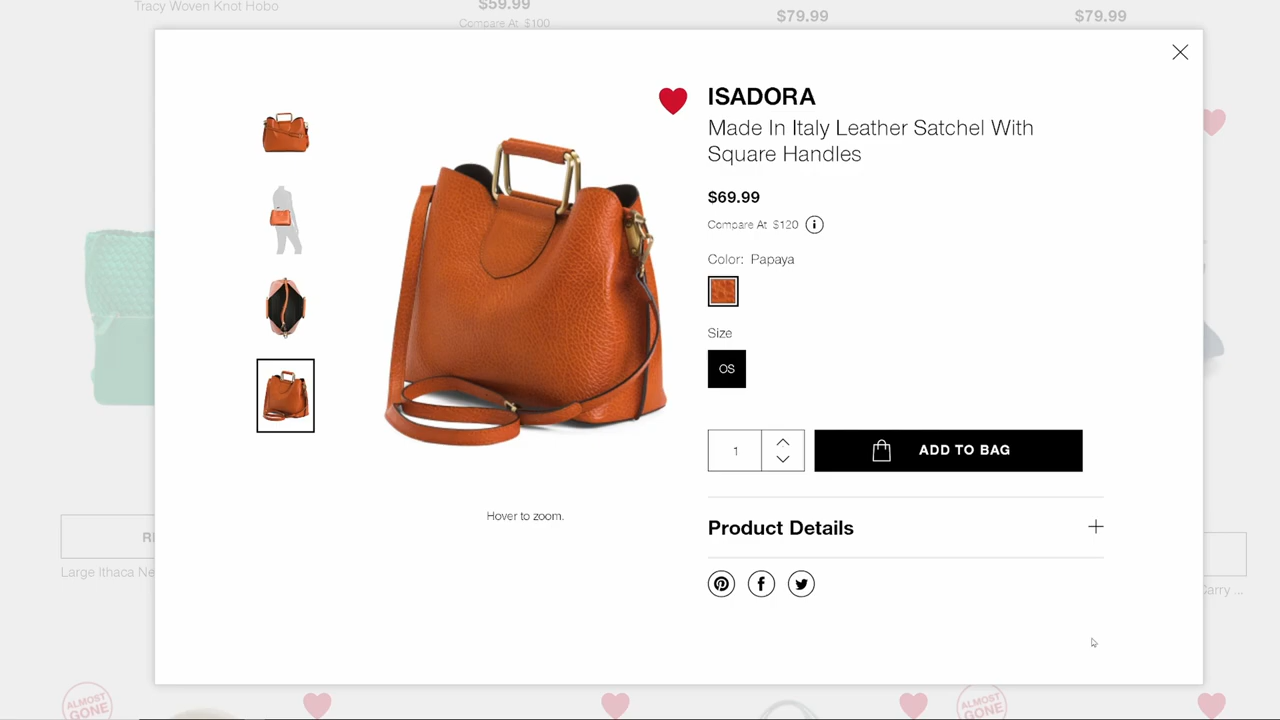 Tracy Woven Knot Hobo
$59.99
Compare At $100
$79.99
$79.99
ISADORA
Made In Italy Leather Satchel With
Square Handles
$69.99
Compare At $120
Color: Papaya
Size
OS
1
ADD TO BAG
Hover to zoom.
Product Details
Large Ithaca Ne
Carry ...
ALMOST
GONE
ALMOST
GONE